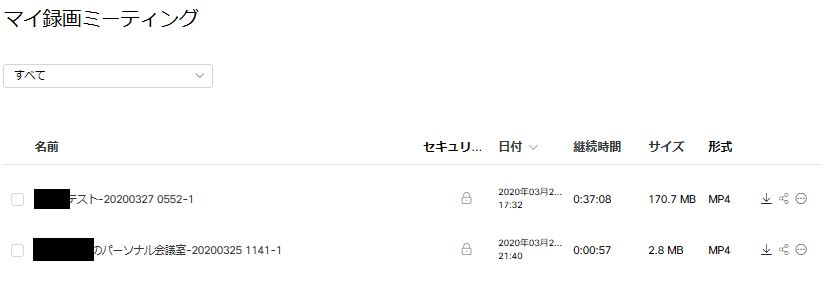 マイ録画ミーティング
すべて
名前 セキュリ... 日付 継続時間 サイズ 形式
テスト-20200327 0552-1 2020年03月2... 17:32 0:37:08 170.7 MB MP4
のパーソナル会議室-20200325 1141-1 2020年03月2... 21:40 0:00:57 2.8 MB MP4